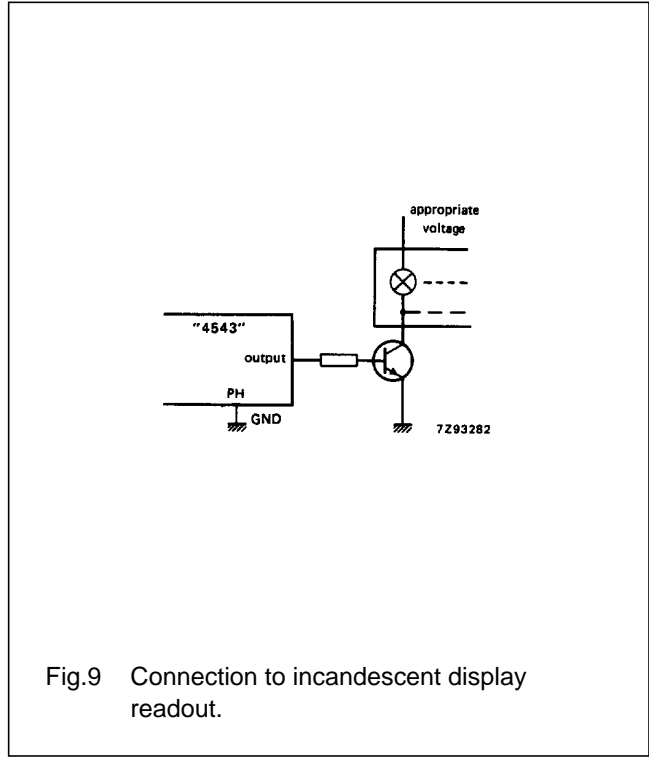 appropriate
voltage
"4543"
output
PH
GND
7Z93282
Fig.9 Connection to incandescent display
readout.